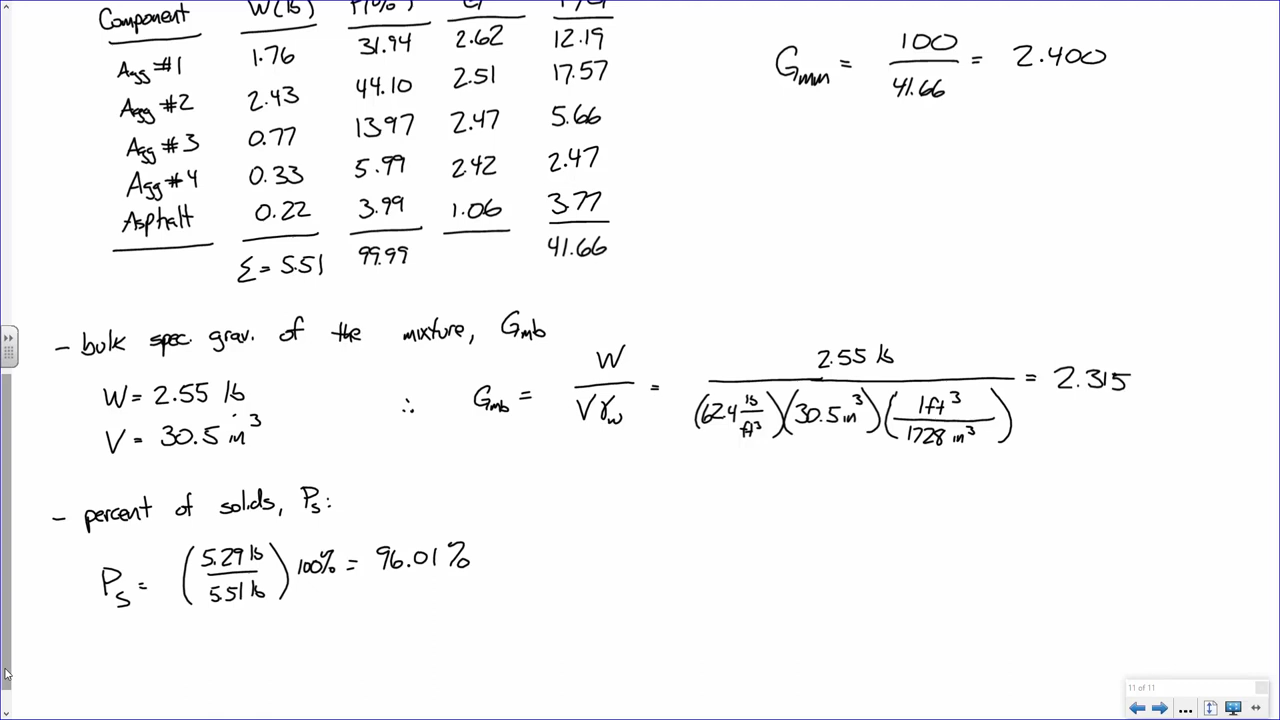 Component W(lb) P(%) G P/G
Agg #1 1.76 31.94 2.62 12.19
Agg #2 2.43 44.10 2.51 17.57
Agg #3 0.77 13.97 2.47 5.66
Agg #4 0.33 5.99 2.42 2.47
Asphalt 0.22 3.99 1.06 3.77
Σ = 5.51 99.99 41.66
Gmm = 100 / 41.66 = 2.400
- bulk spec. grav. of the mixture, Gmb
W = 2.55 lb
V = 30.5 in³
∴ Gmb = W / Vγw = 2.55 lb / (62.4 lb/ft³)(30.5 in³)(1ft³/1728 in³) = 2.315
- percent of solids, Ps:
Ps = (5.29 lb / 5.51 lb) 100% = 96.01%
11 of 11